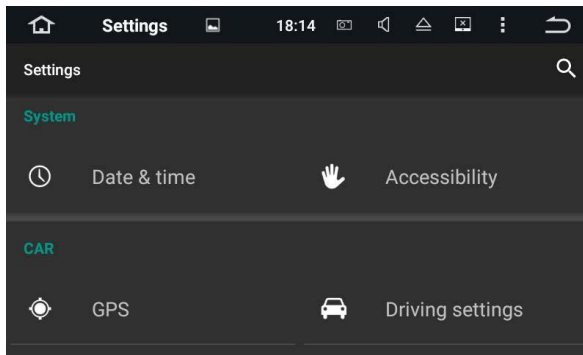 Settings 18:14
Settings
System
Date & time Accessibility
CAR
GPS Driving settings